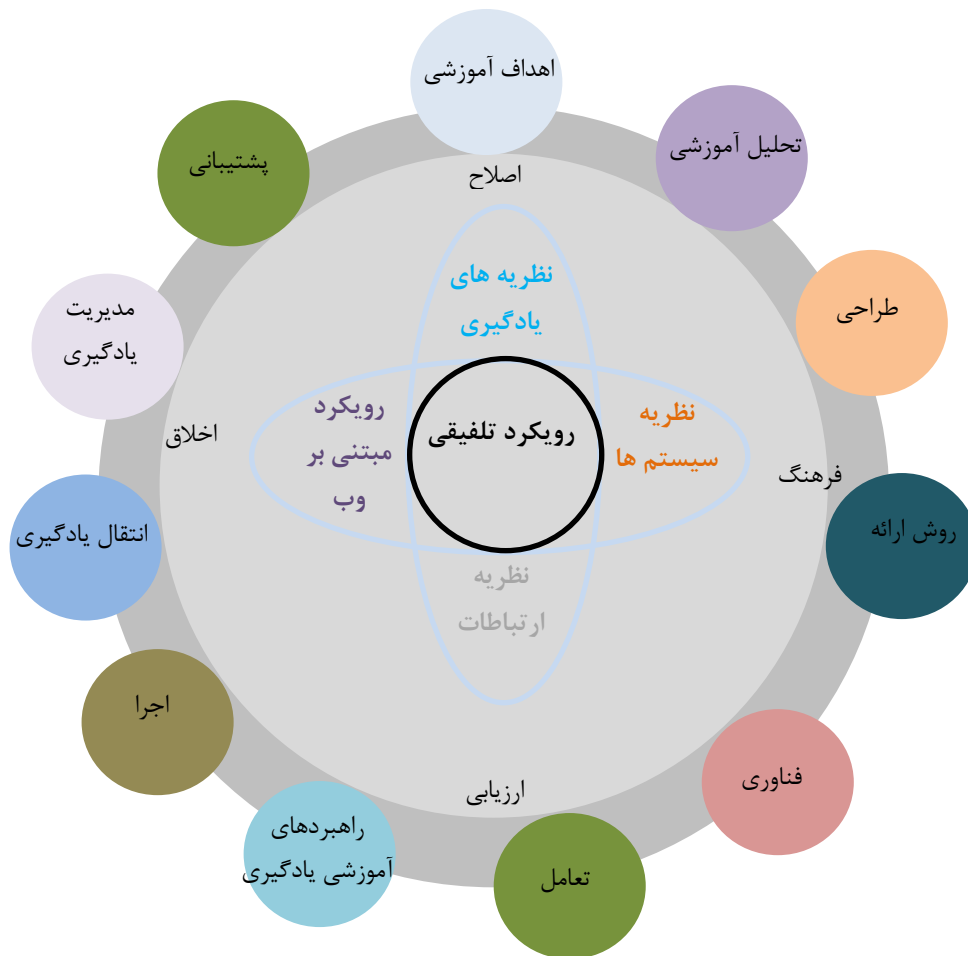 اهداف آموزشی
تحلیل آموزشی
پشتیبانی
اصلاح
نظریه های
یادگیری
طراحی
مدیریت
یادگیری
رویکرد
مبتنی بر
وب
رویکرد تلفیقی
نظریه
سیستم ها
اخلاق
فرهنگ
انتقال یادگیری
روش ارائه
نظریه
ارتباطات
اجرا
فناوری
ارزیابی
راهبردهای
آموزشی یادگیری
تعامل